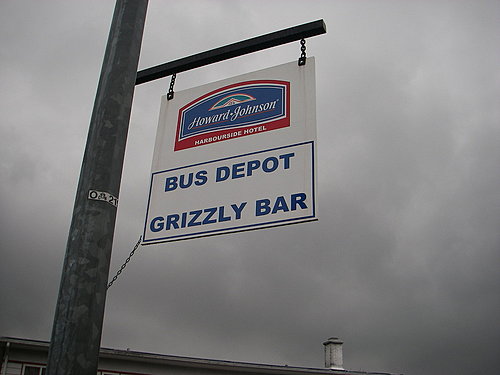 Howard Johnson
HARBOURSIDE HOTEL
BUS DEPOT
GRIZZLY BAR